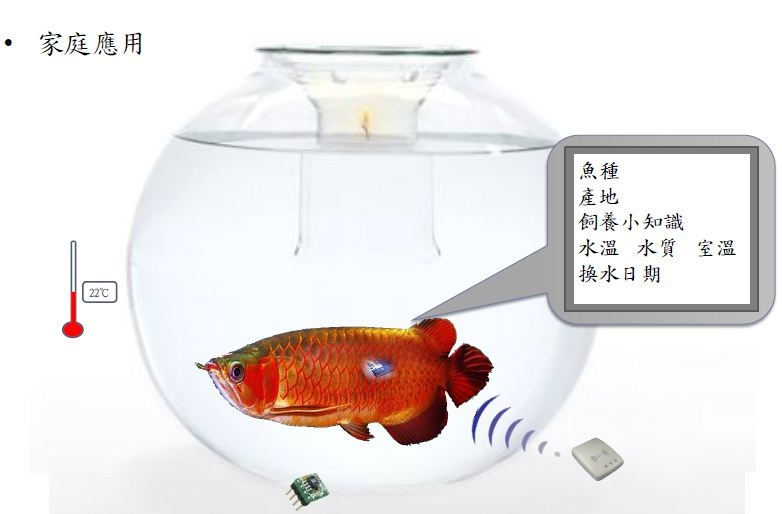 • 家庭應用
魚種
產地
飼養小知識
水溫 水質 室溫
換水日期
22℃